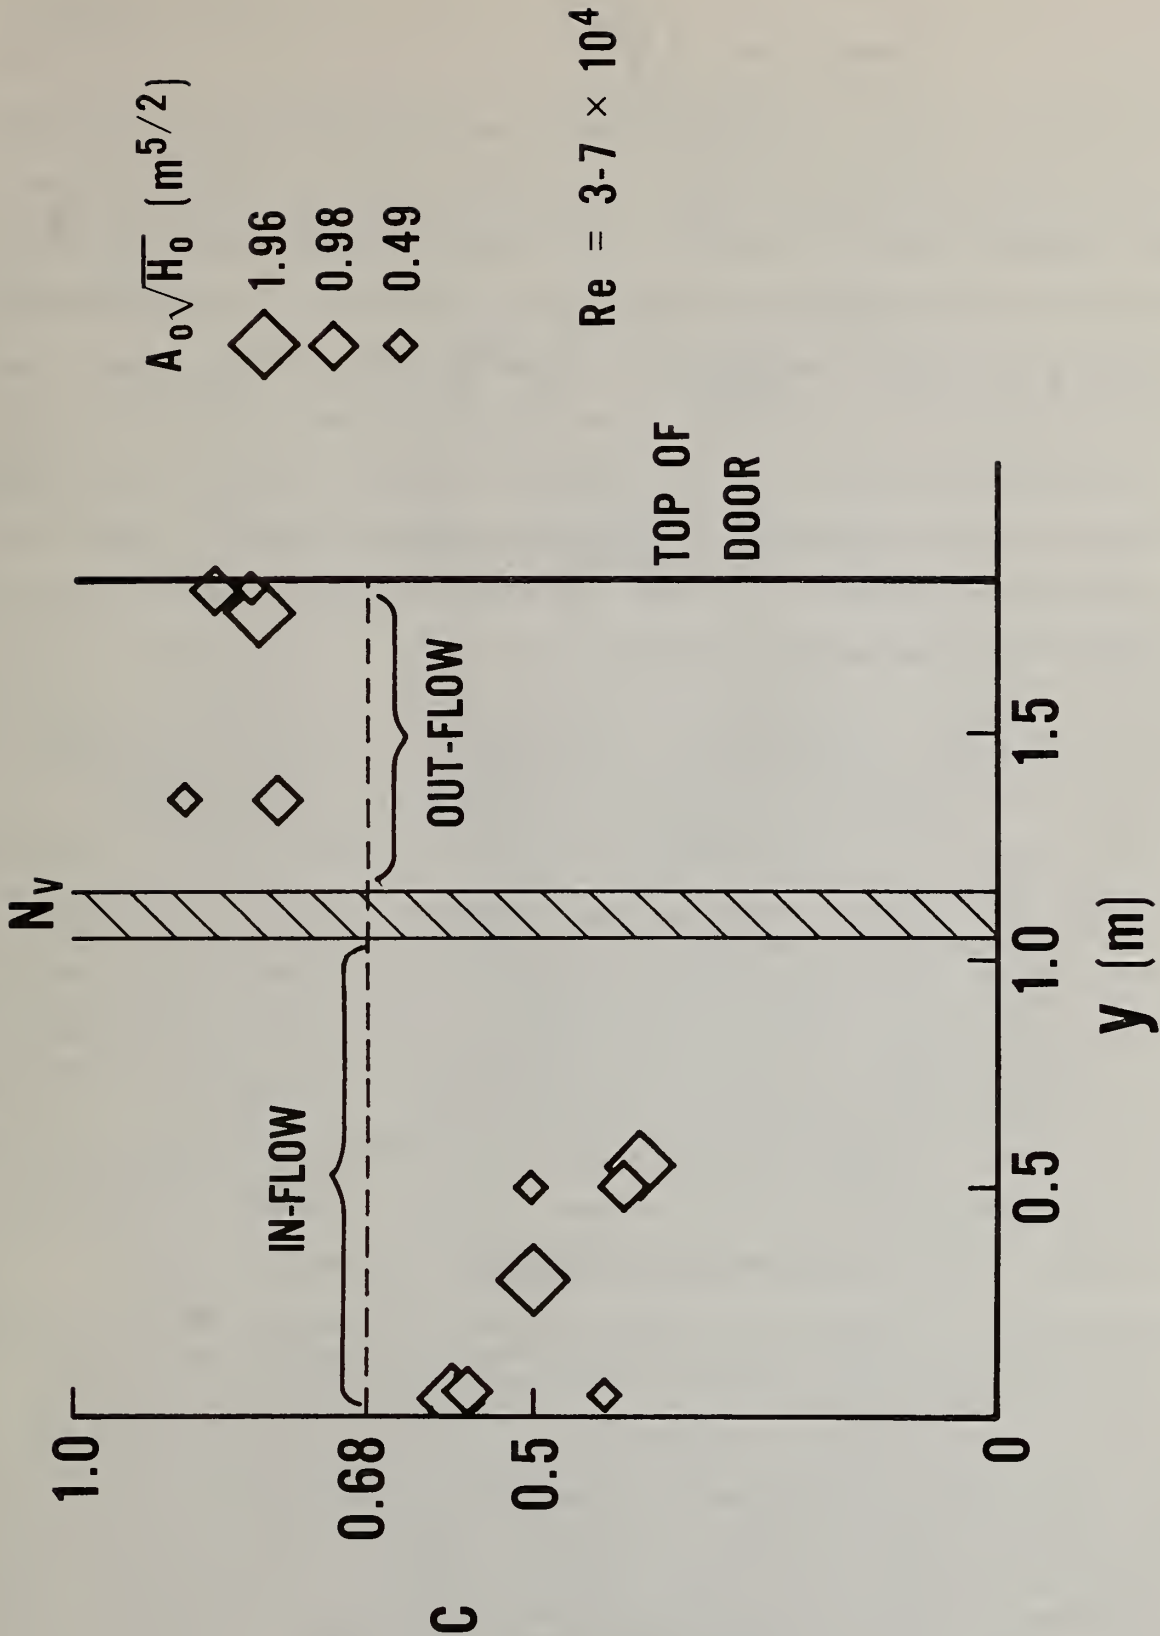 N_V
A₀√H₀ (m^5/2)
1.96
0.98
0.49
Re = 3-7 × 10⁴
IN-FLOW
OUT-FLOW
TOP OF
DOOR
C
1.0
0.68
0.5
0
0.5
1.0
1.5
y (m)